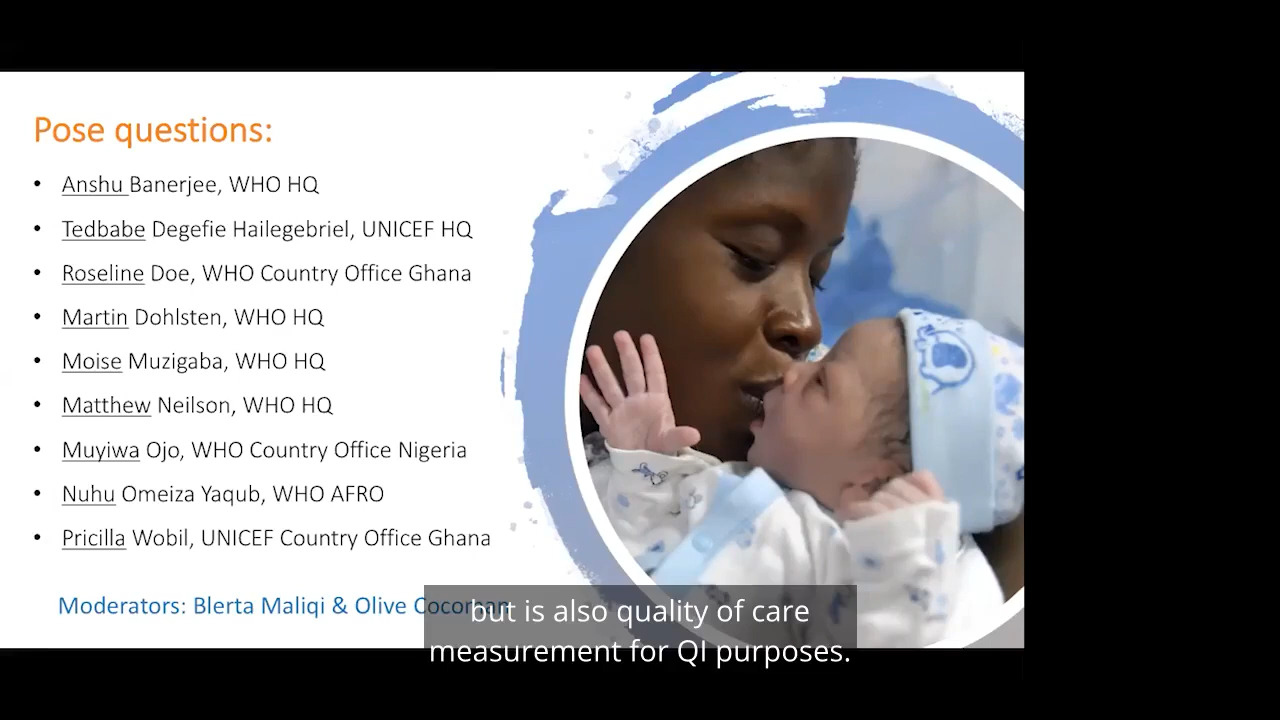 Pose questions:
• Anshu Banerjee, WHO HQ
• Tedbabe Degefie Hailegebriel, UNICEF HQ
• Roseline Doe, WHO Country Office Ghana
• Martin Dohlsten, WHO HQ
• Moise Muzigaba, WHO HQ
• Matthew Neilson, WHO HQ
• Muyiwa Ojo, WHO Country Office Nigeria
• Nuhu Omeiza Yaqub, WHO AFRO
• Pricilla Wobil, UNICEF Country Office Ghana
Moderators: Blerta Maliqi & Olive
but is also quality of care
measurement for QI purposes.